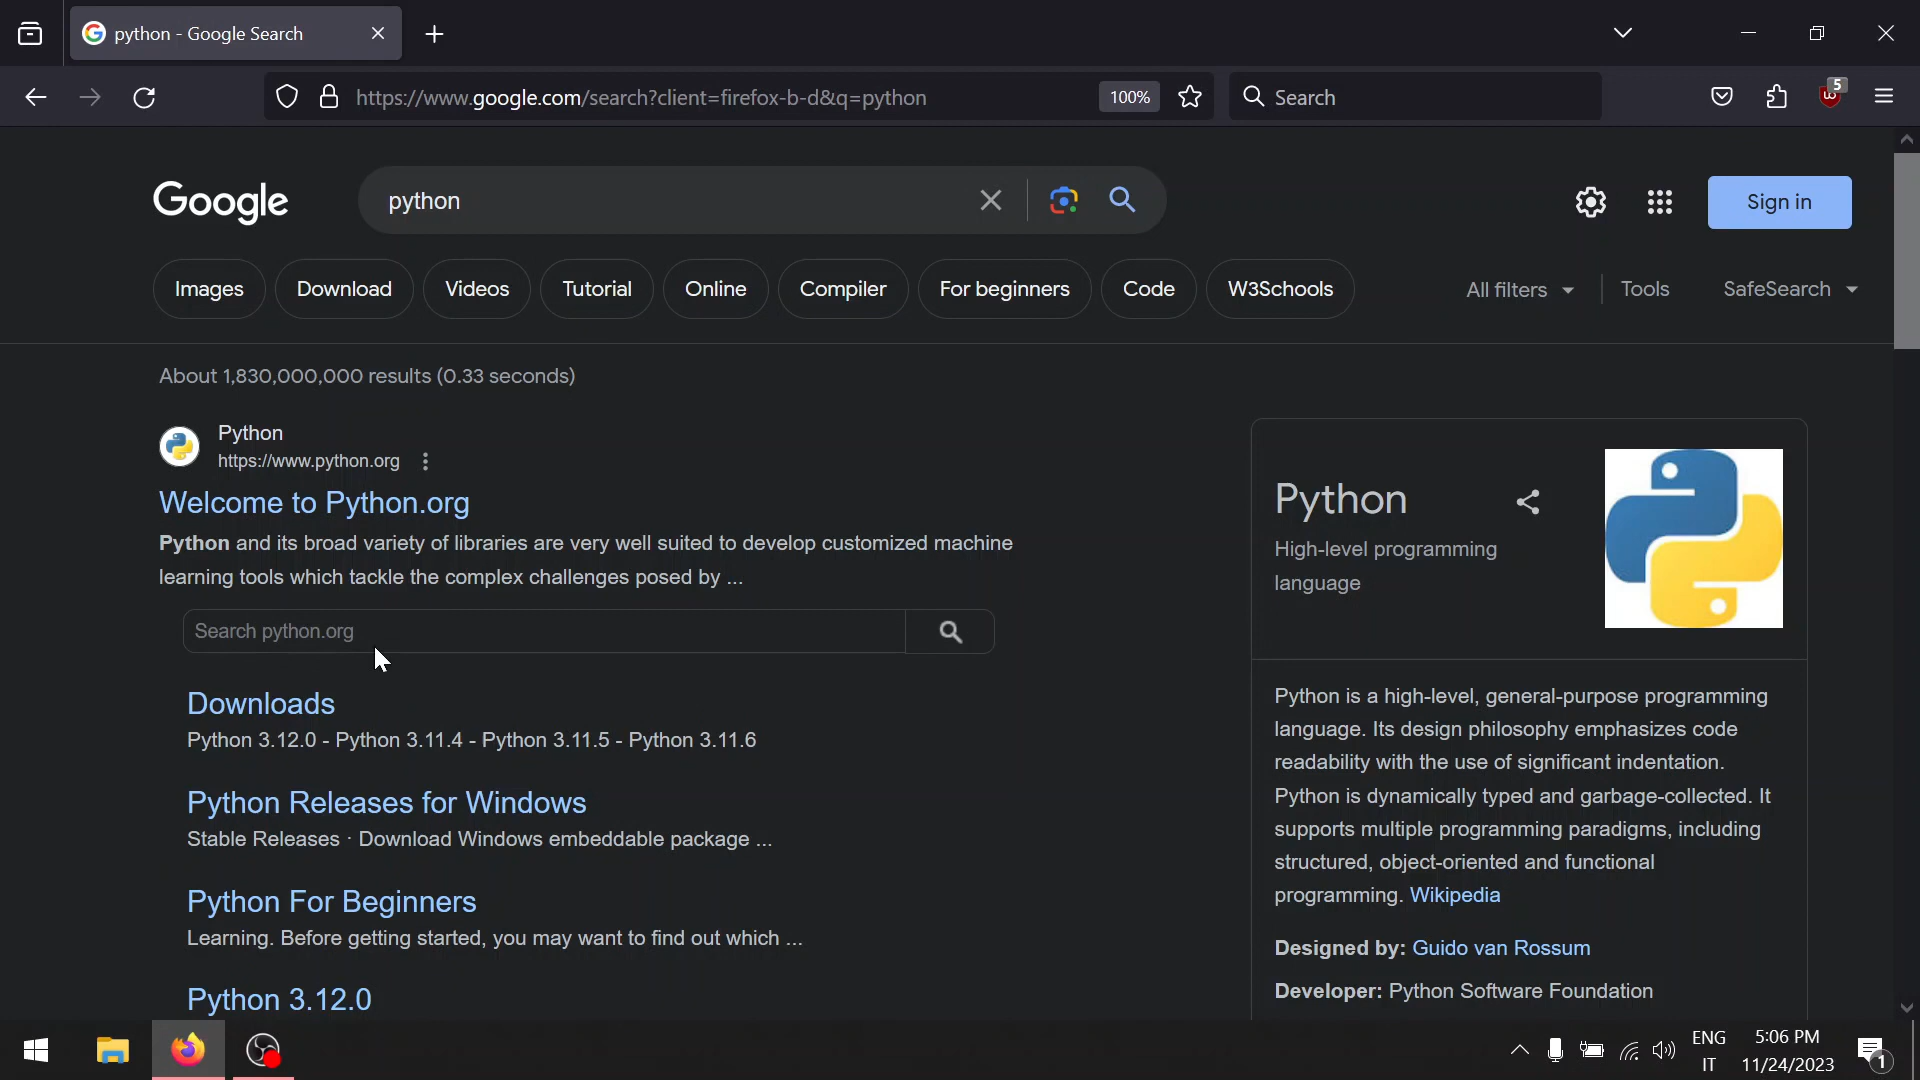 python - Google Search
https://www.google.com/search?client=firefox-b-d&q=python
100%
Search
5
Google
python
Sign in
Images
Download
Videos
Tutorial
Online
Compiler
For beginners
Code
W3Schools
All filters
Tools
SafeSearch
About 1,830,000,000 results (0.33 seconds)
Python
https://www.python.org
Welcome to Python.org
Python and its broad variety of libraries are very well suited to develop customized machine
learning tools which tackle the complex challenges posed by ...
Search python.org
Downloads
Python 3.12.0 - Python 3.11.4 - Python 3.11.5 - Python 3.11.6
Python Releases for Windows
Stable Releases · Download Windows embeddable package ...
Python For Beginners
Learning. Before getting started, you may want to find out which ...
Python 3.12.0
Python
High-level programming
language
Python is a high-level, general-purpose programming
language. Its design philosophy emphasizes code
readability with the use of significant indentation.
Python is dynamically typed and garbage-collected. It
supports multiple programming paradigms, including
structured, object-oriented and functional
programming. Wikipedia
Designed by: Guido van Rossum
Developer: Python Software Foundation
ENG
IT
5:06 PM
11/24/2023
1